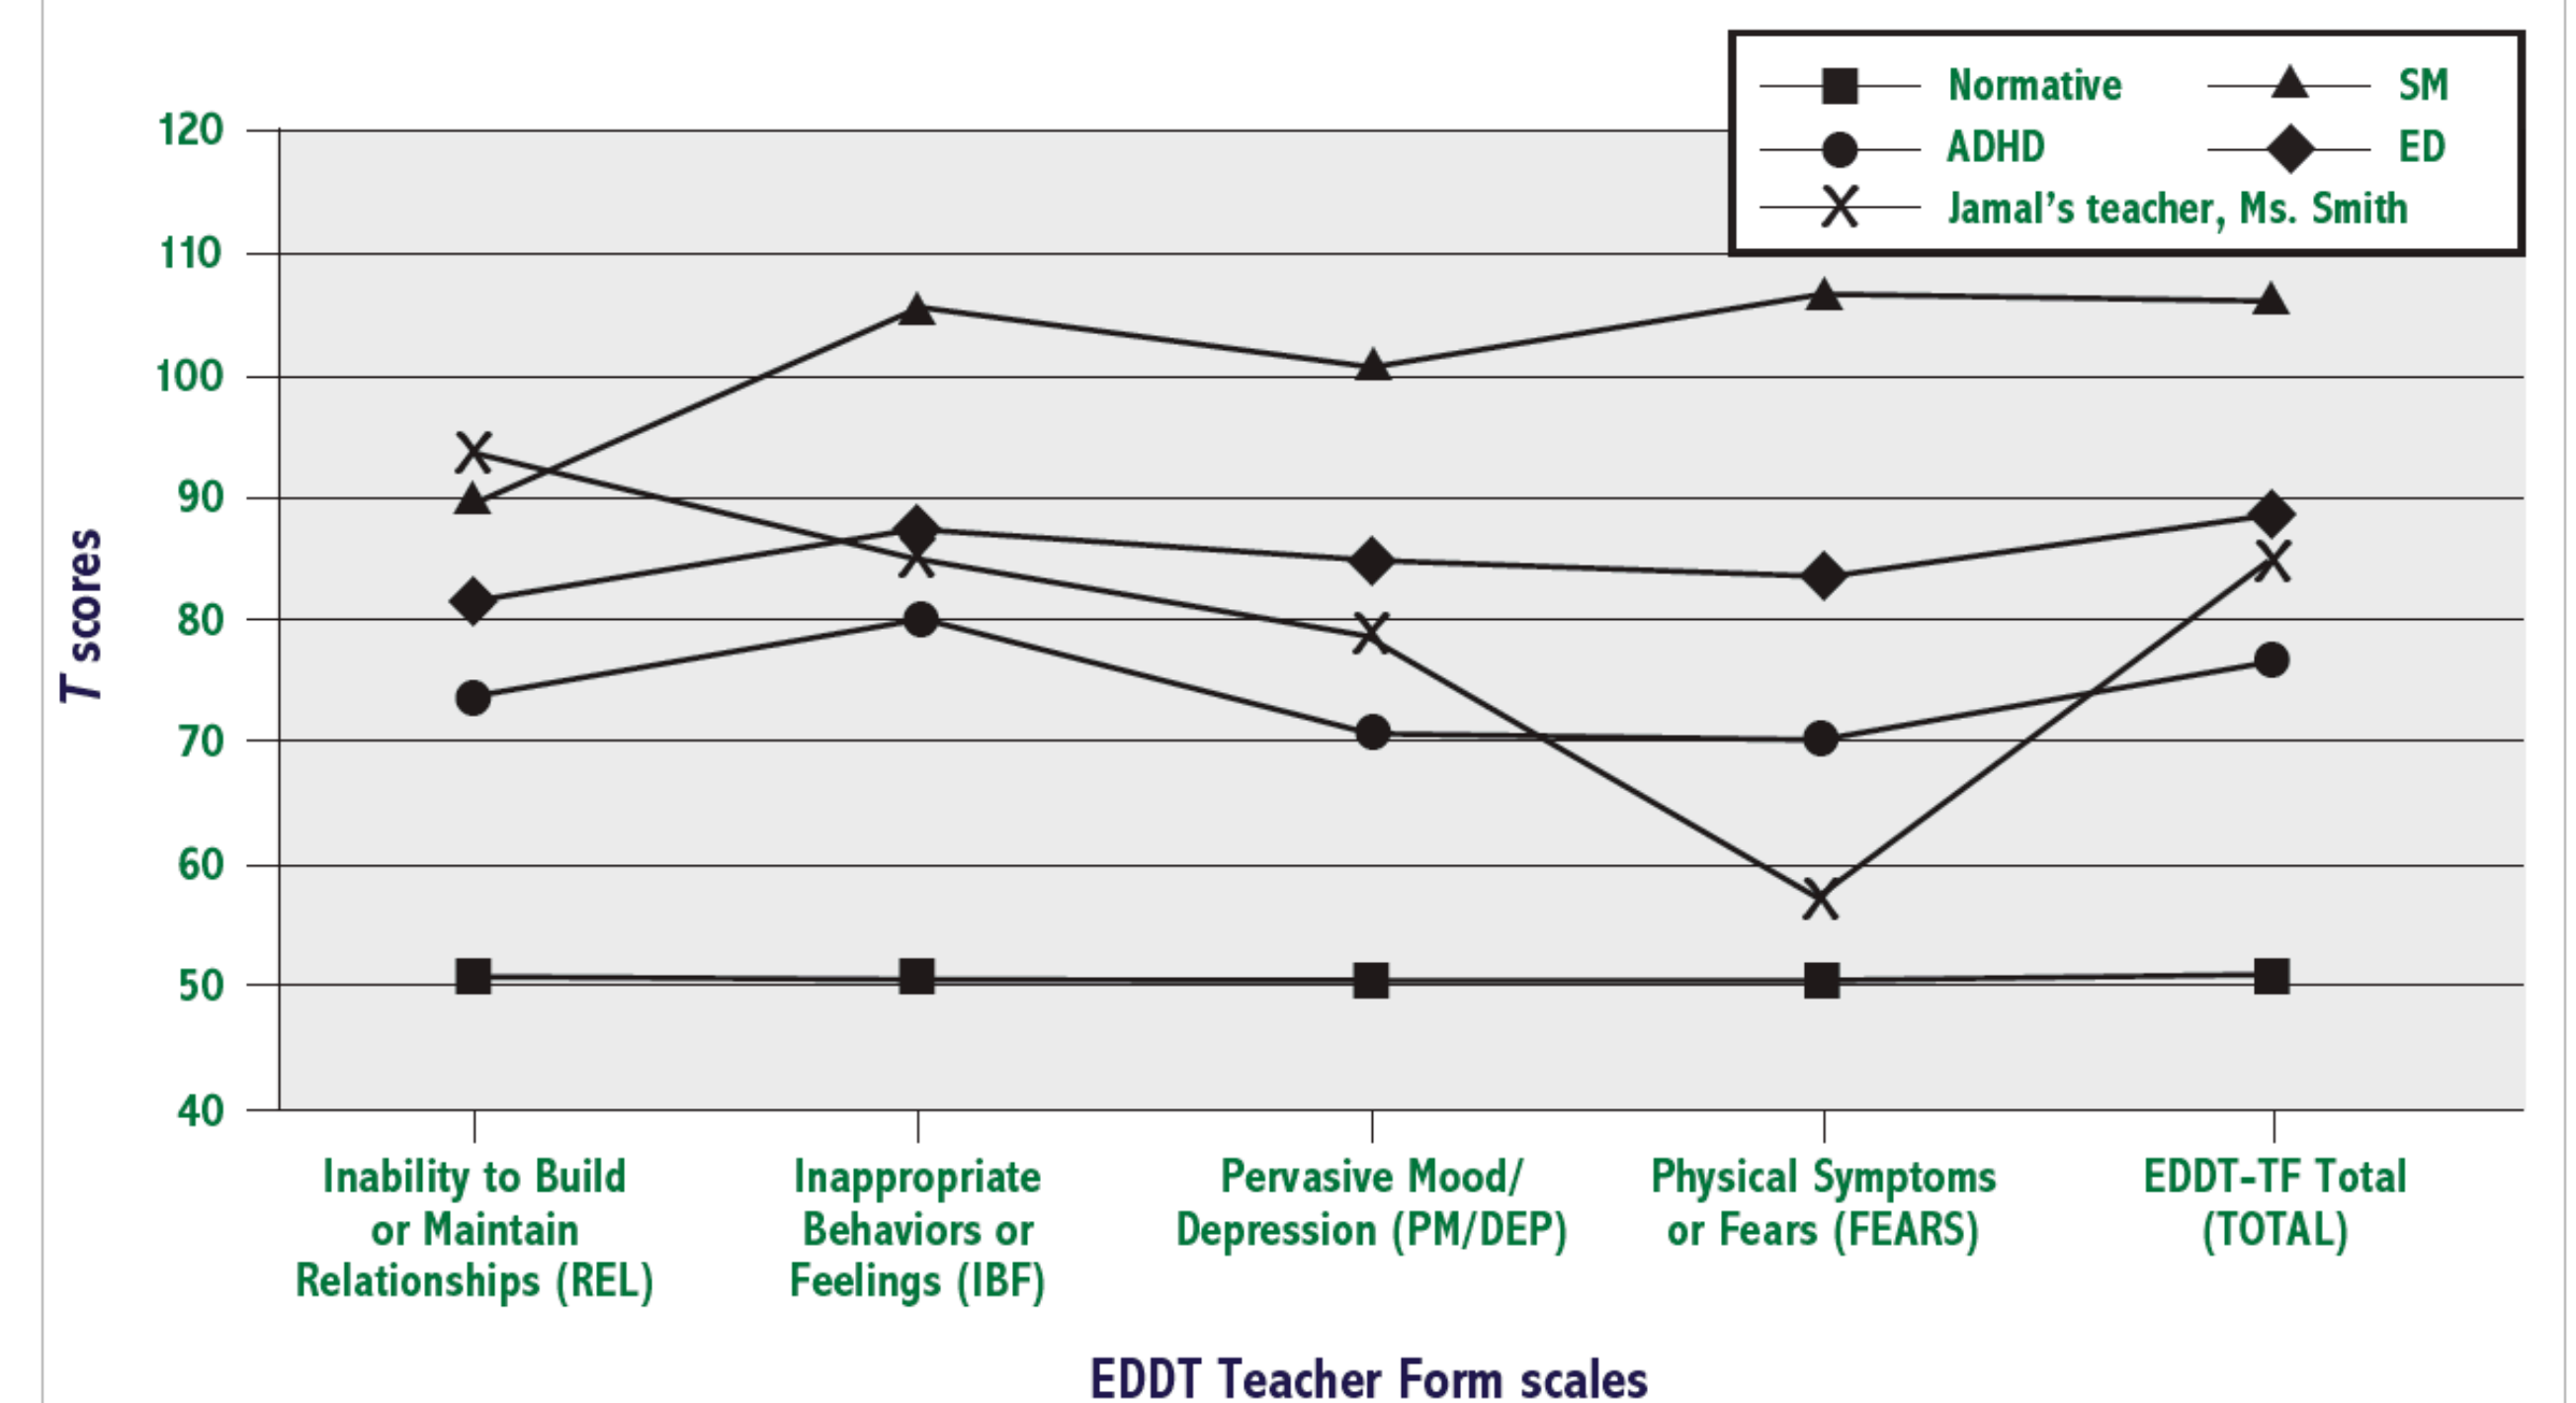 Normative
SM
ADHD
ED
Jamal's teacher, Ms. Smith
120
110
100
90
80
70
60
50
40
T scores
Inability to Build
or Maintain
Relationships (REL)
Inappropriate
Behaviors or
Feelings (IBF)
Pervasive Mood/
Depression (PM/DEP)
Physical Symptoms
or Fears (FEARS)
EDDT-TF Total
(TOTAL)
EDDT Teacher Form scales